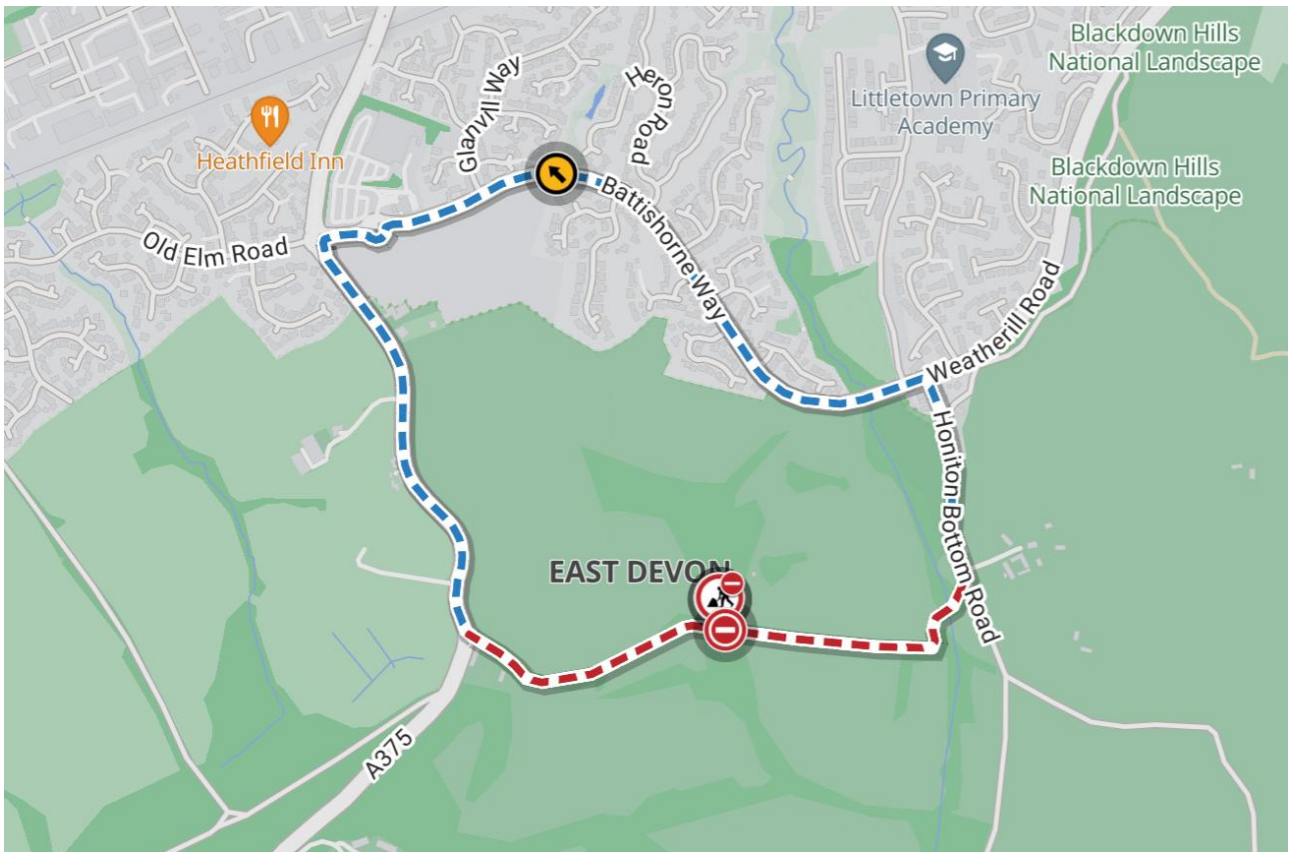 Blackdown Hills
National Landscape
Glanvill Way
Heron Road
Littletown Primary
Academy
Heathfield Inn
Blackdown Hills
National Landscape
Battishorne Way
Old Elm Road
Weatherill Road
Honiton Bottom Road
EAST DEVON
A375